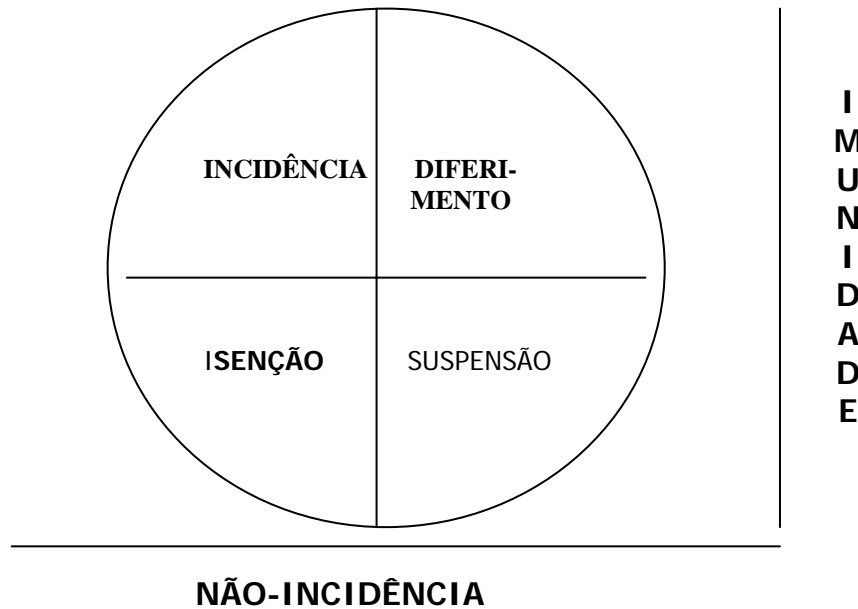 INCIDÊNCIA
DIFERI-
MENTO
ISENÇÃO
SUSPENSÃO
I
M
U
N
I
D
A
D
E
NÃO-INCIDÊNCIA